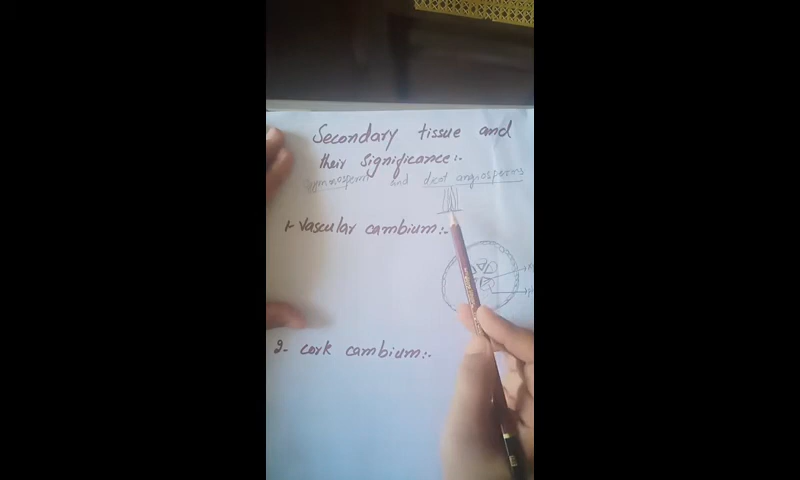 Secondary tissue and
their significance:.
gymnosperm and dicot angiosperms
1- Vascular cambium:.
2- cork cambium:.